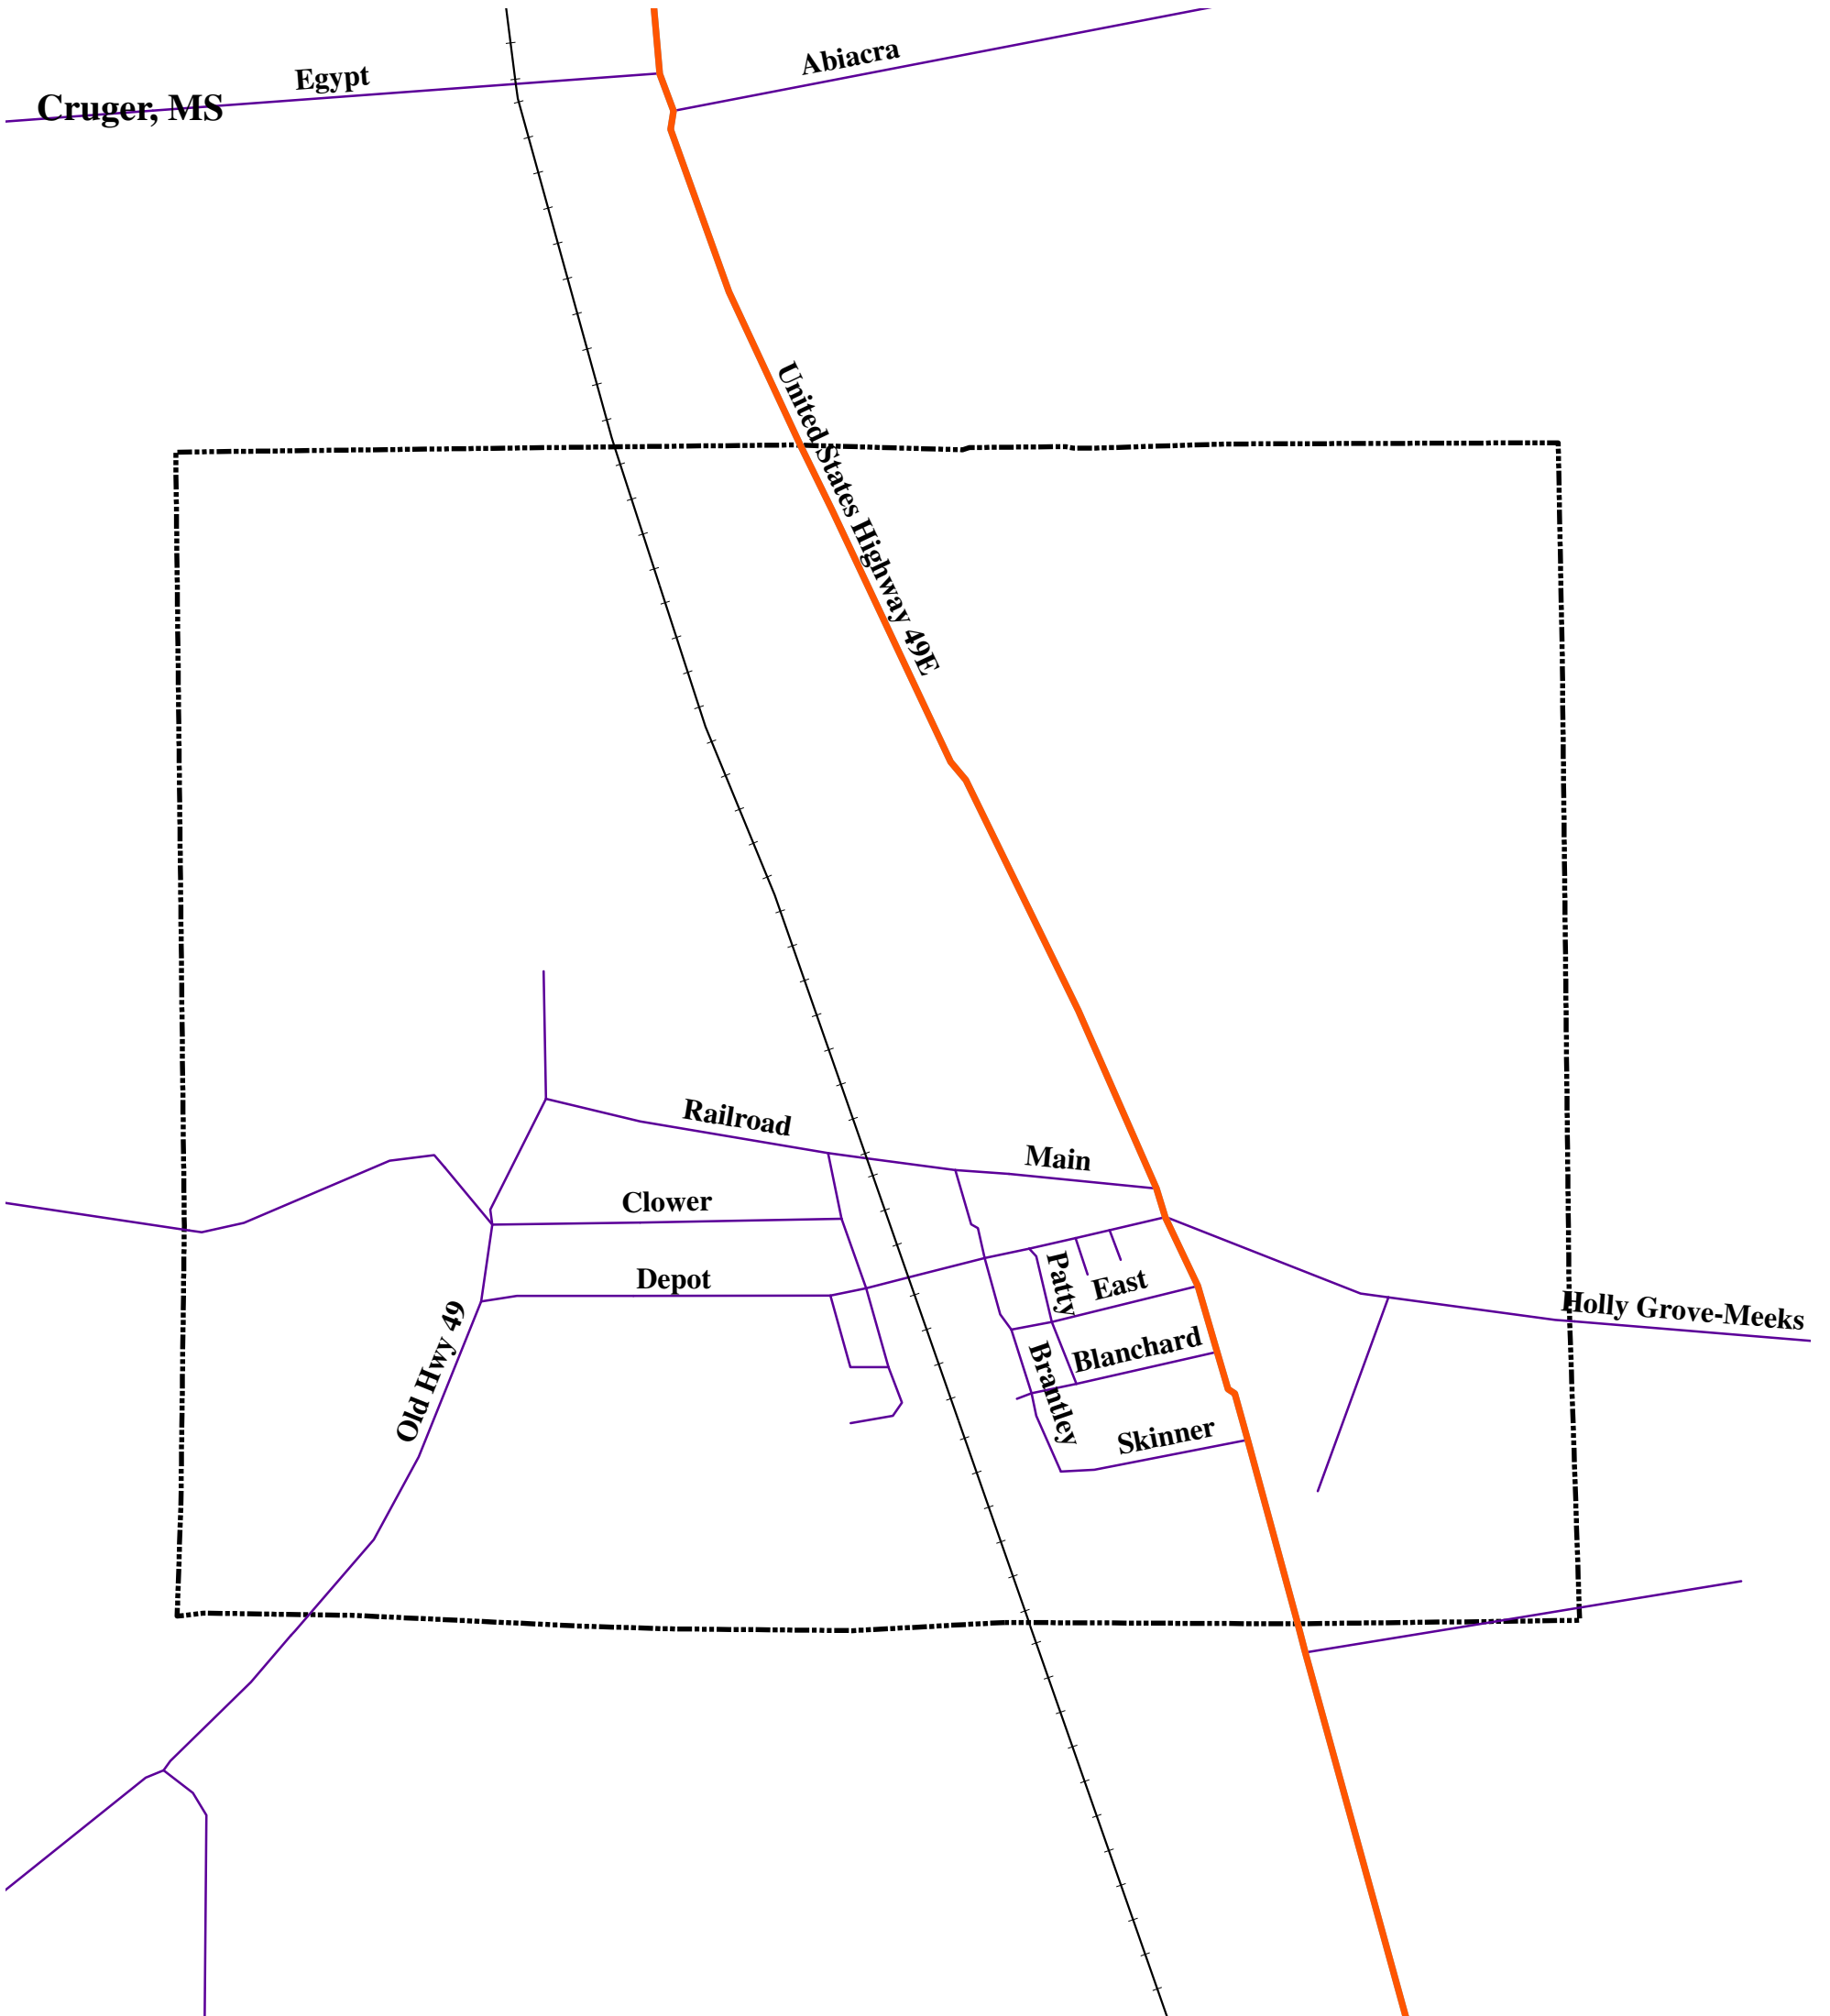 Abiacra
Egypt
Cruger, MS
United States Highway 49E
Railroad
Main
Clower
Depot
Patty
East
Holly Grove-Meeks
Old Hwy 49
Blanchard
Brantley
Skinner